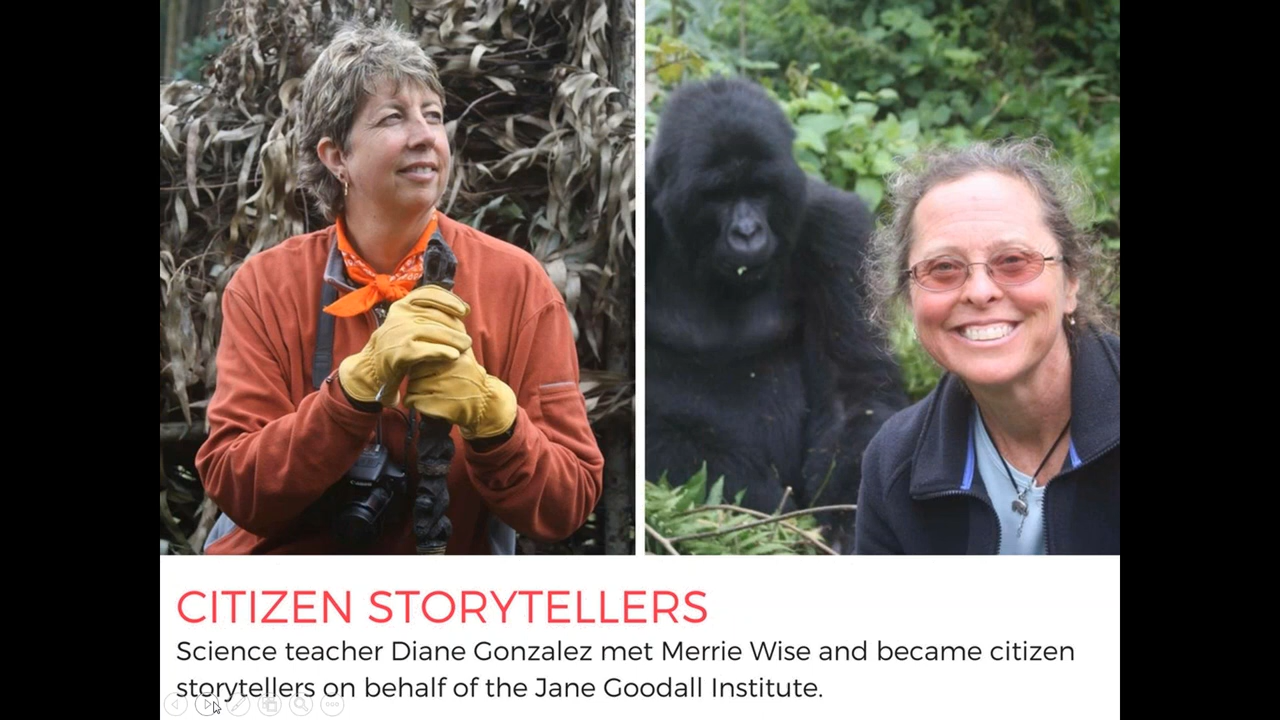 Canon
CITIZEN STORYTELLERS
Science teacher Diane Gonzalez met Merrie Wise and became citizen
storytellers on behalf of the Jane Goodall Institute.